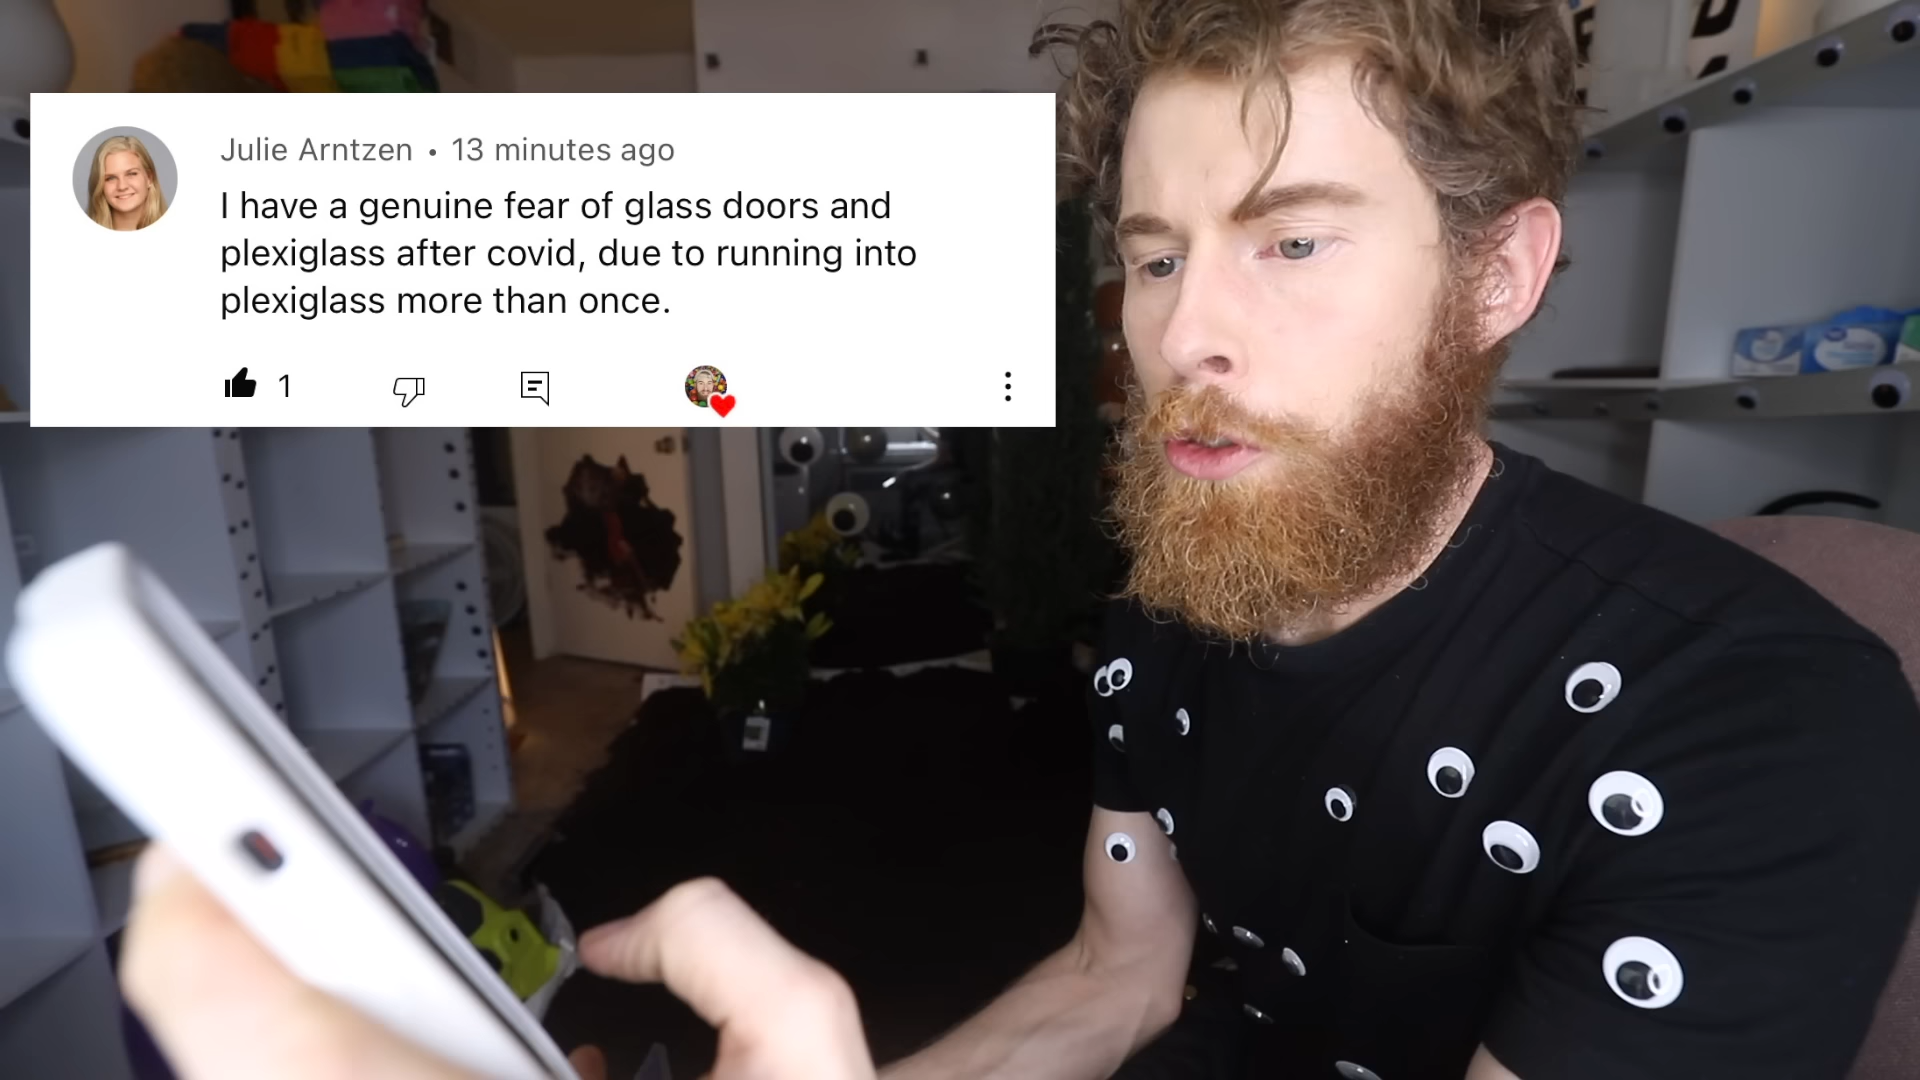 Julie Arntzen • 13 minutes ago
I have a genuine fear of glass doors and
plexiglass after covid, due to running into
plexiglass more than once.
1